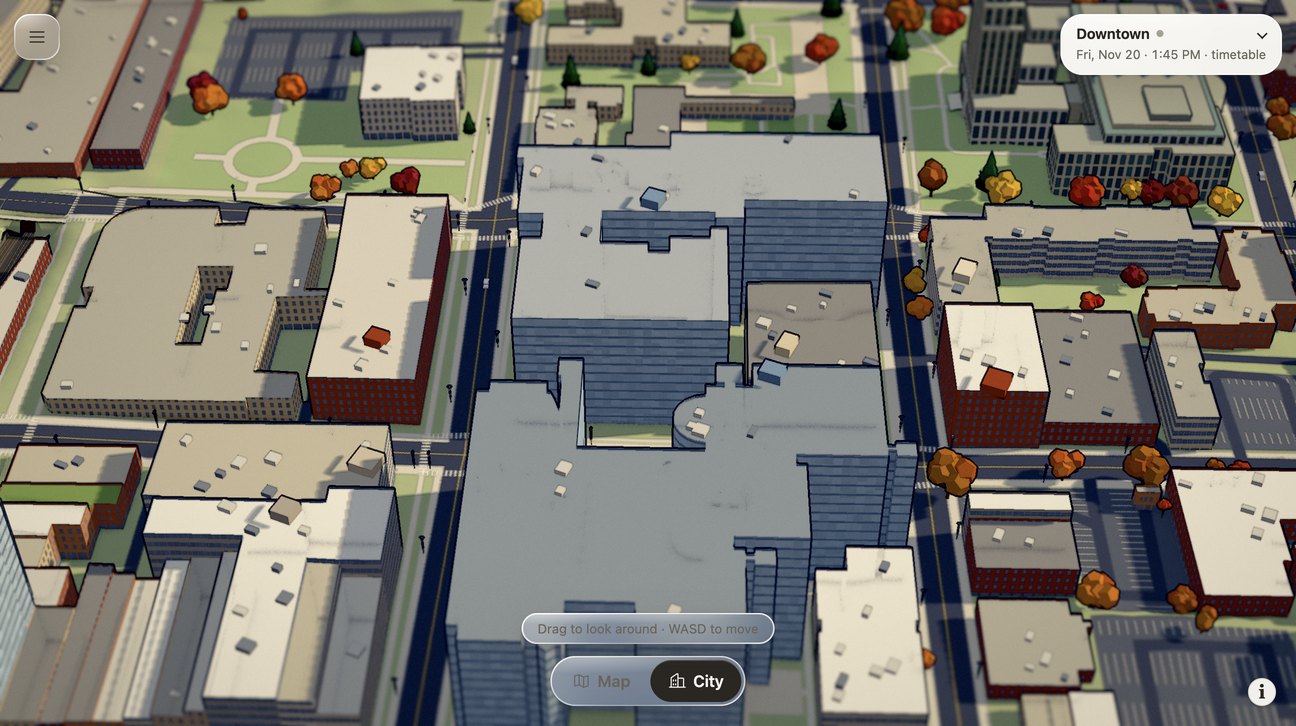 Downtown
Fri, Nov 20 · 1:45 PM · timetable
Drag to look around · WASD to move
Map
City
i